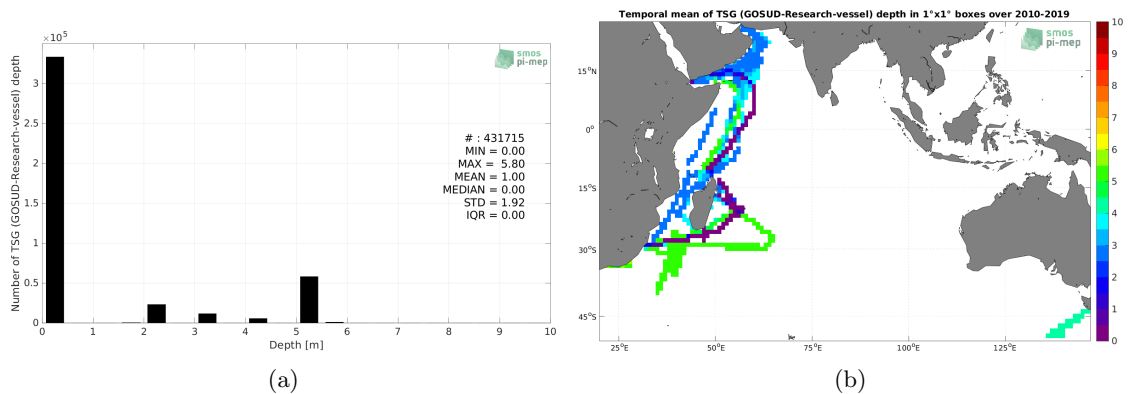 ×10⁵
3
2.5
2
1.5
1
0.5
0
0 1 2 3 4 5 6 7 8 9 10
Number of TSG (GOSUD-Research-vessel) depth
Depth [m]
smos
pi-mep
# : 431715
MIN = 0.00
MAX = 5.80
MEAN = 1.00
MEDIAN = 0.00
STD = 1.92
IQR = 0.00
(a)
Temporal mean of TSG (GOSUD-Research-vessel) depth in 1°x1° boxes over 2010-2019
smos
pi-mep
15°N
0°
15°S
30°S
45°S
25°E 50°E 75°E 100°E 125°E
10
9
8
7
6
5
4
3
2
1
0
(b)